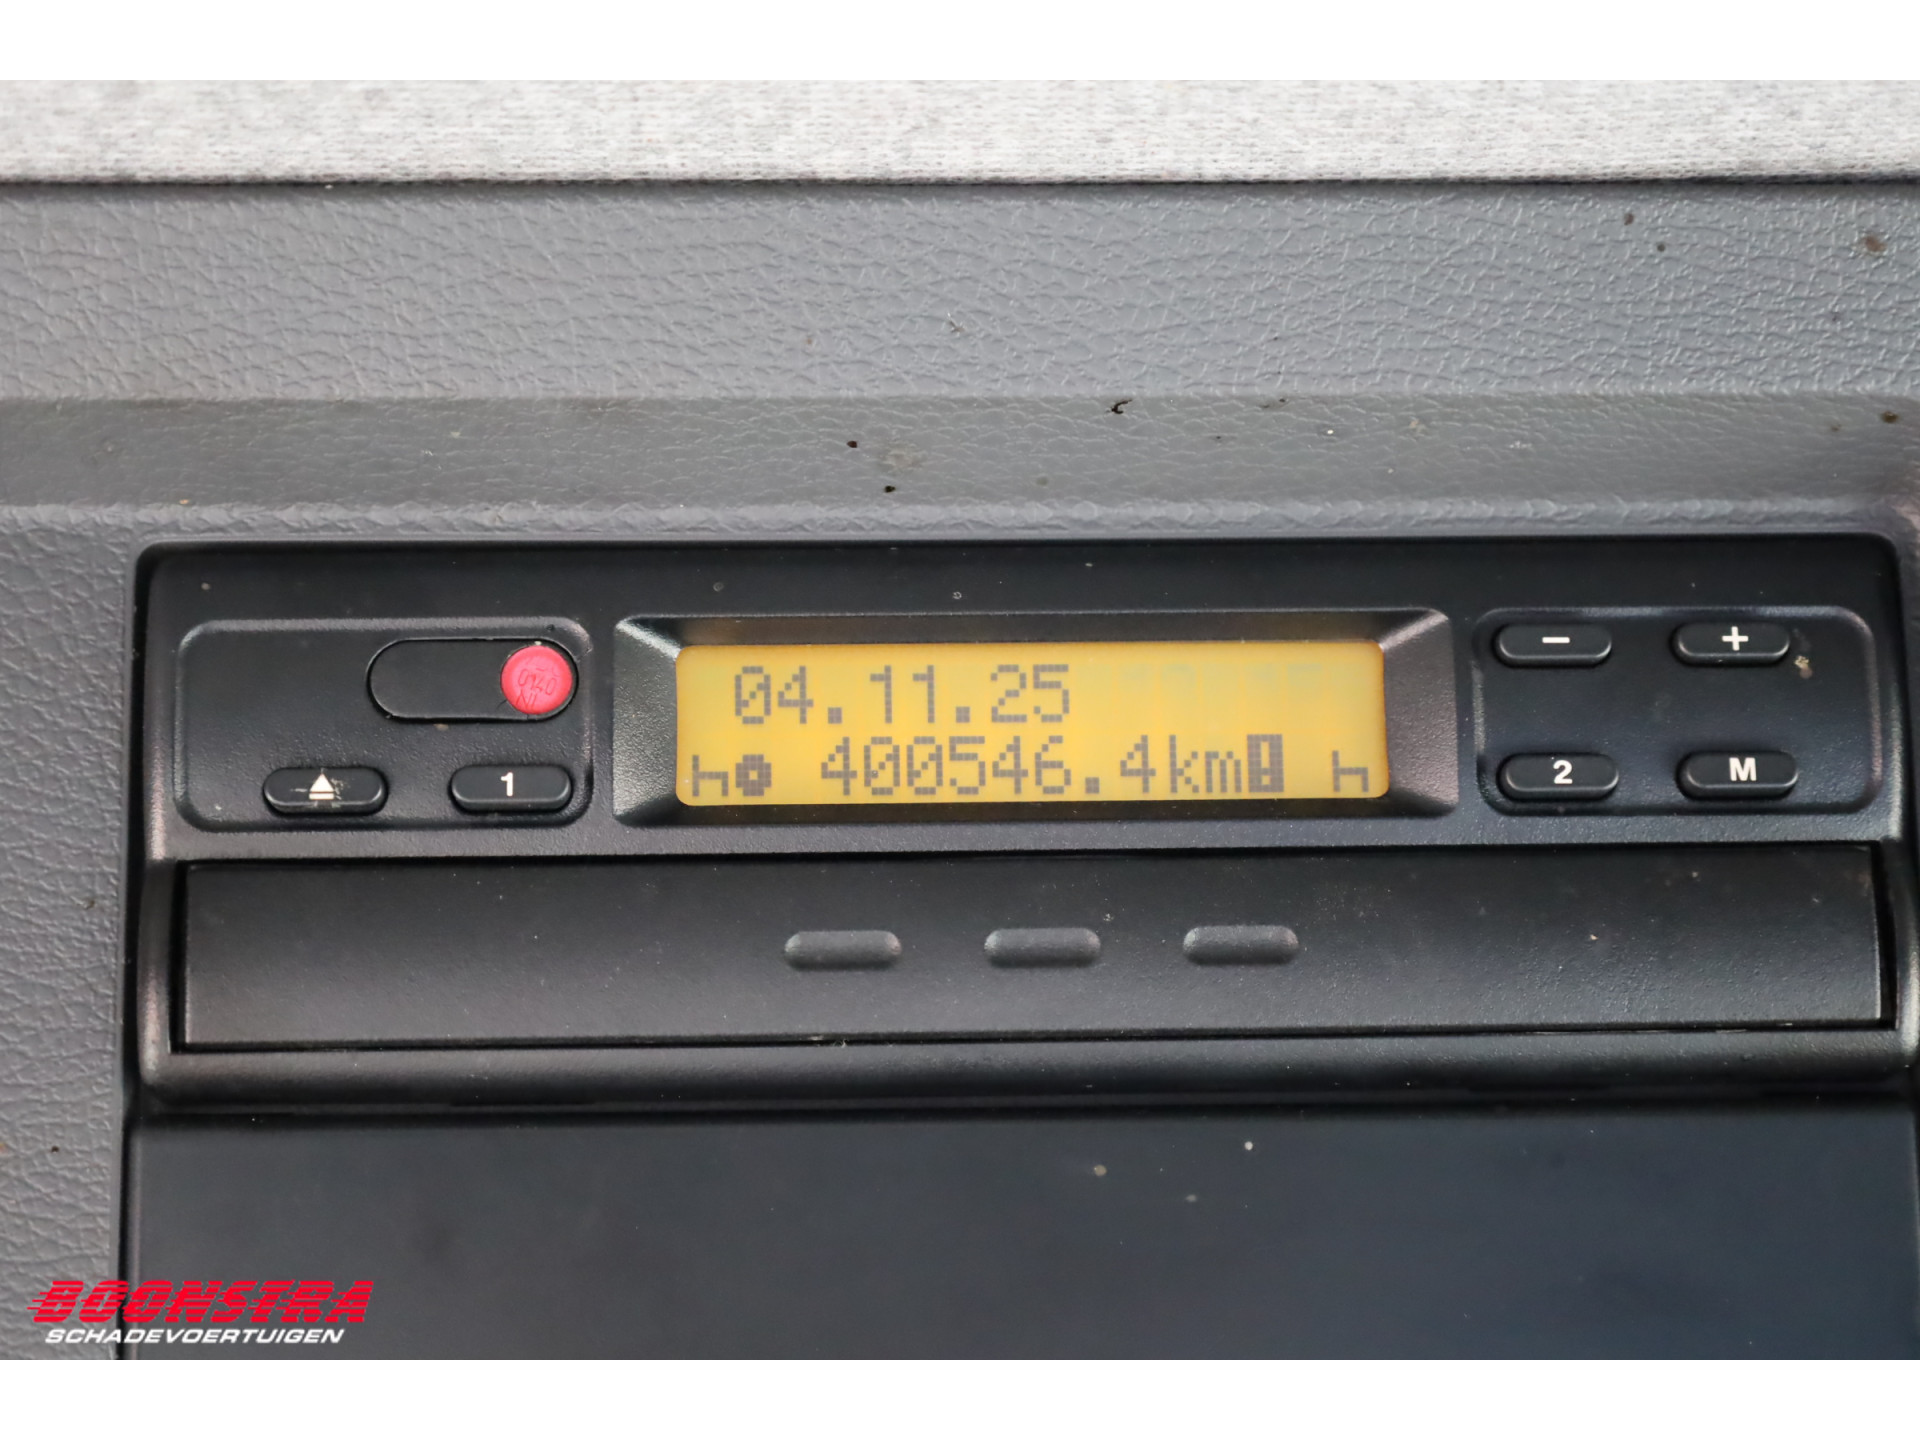 04.11.25
400546.4km
1
−
+
2
M
BOONSTRA
SCHADEVOERTUIGEN